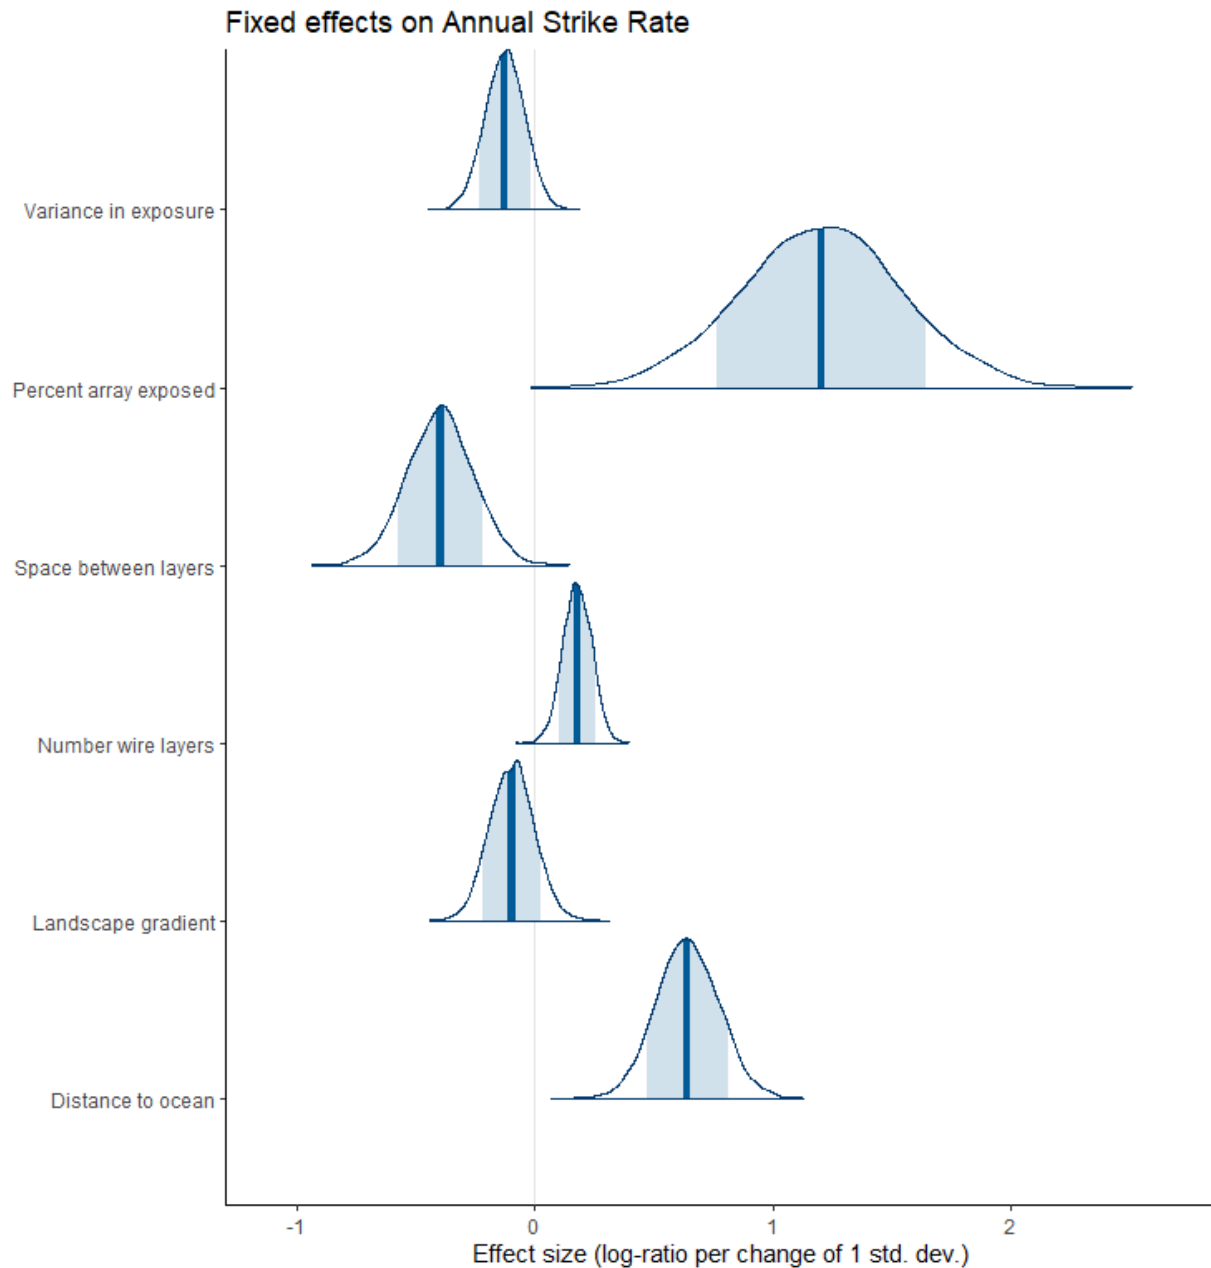 Fixed effects on Annual Strike Rate
Variance in exposure
Percent array exposed
Space between layers
Number wire layers
Landscape gradient
Distance to ocean
-1 0 1 2
Effect size (log-ratio per change of 1 std. dev.)